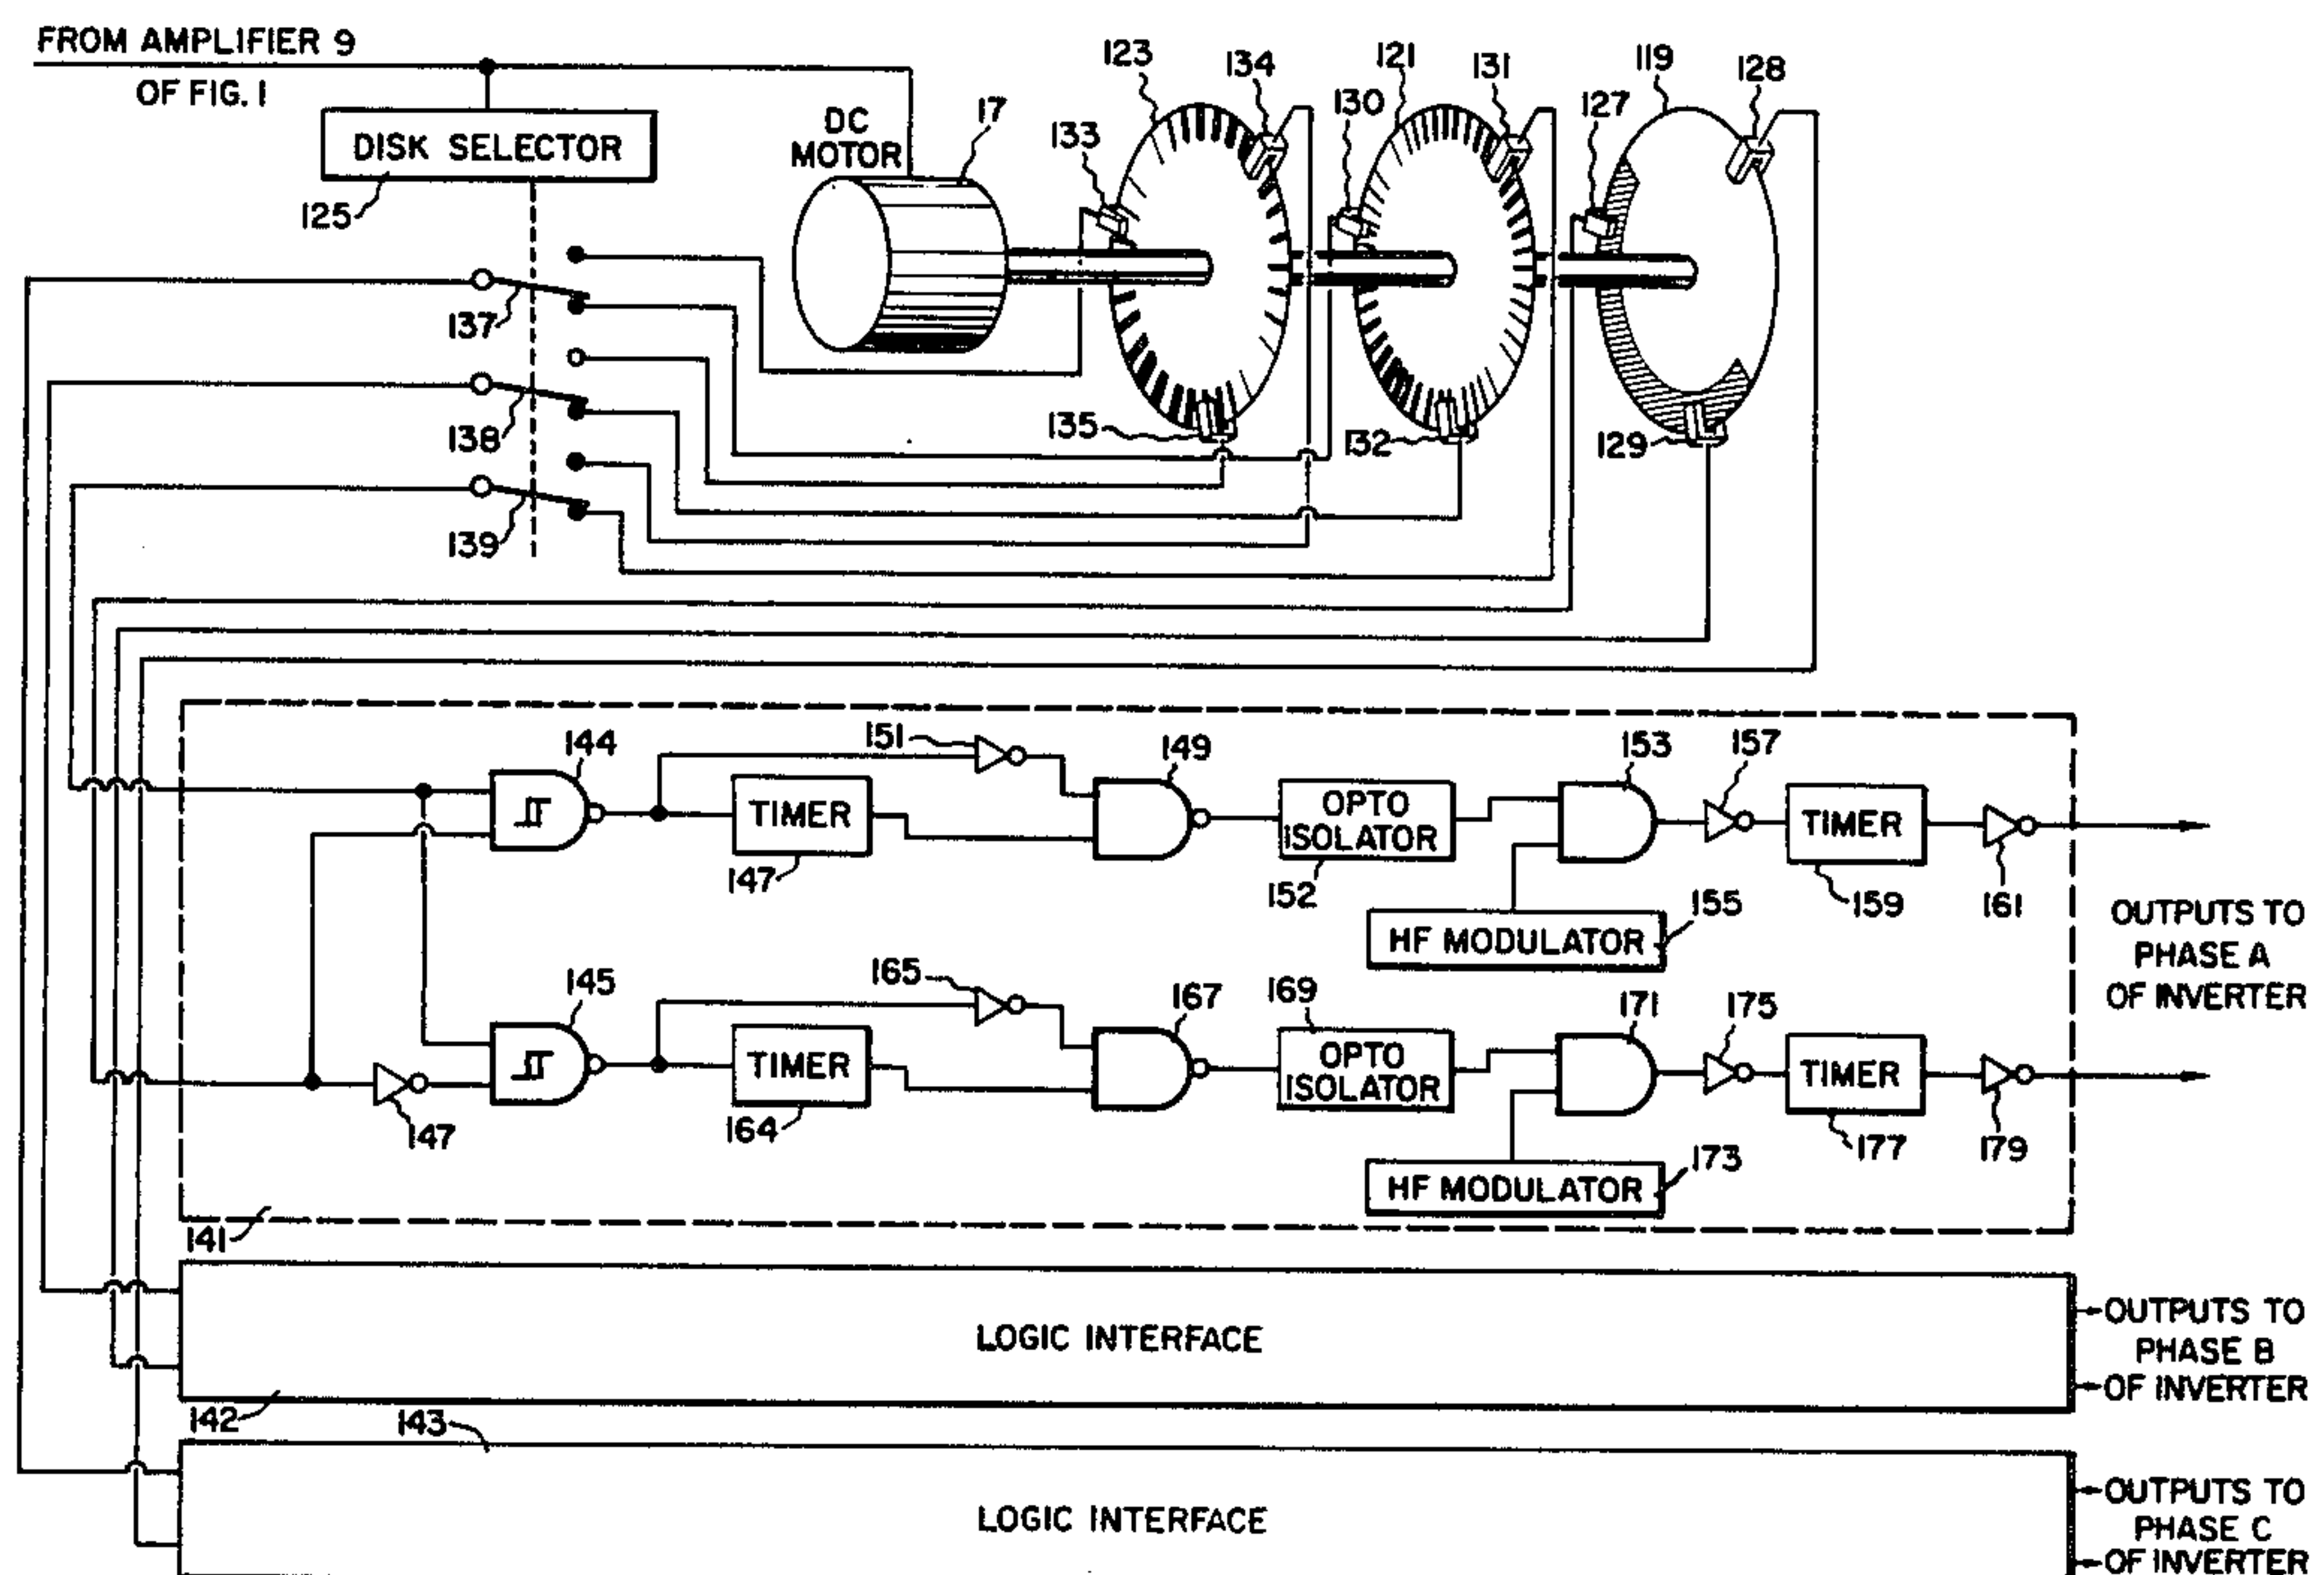 FROM AMPLIFIER 9
OF FIG. 1
DISK SELECTOR
125
DC
MOTOR
17
123
134
121
131
119
128
133
130
127
137
138
139
135
132
129
144
151
149
153
157
TIMER
147
OPTO
ISOLATOR
152
TIMER
159
161
HF MODULATOR
155
OUTPUTS TO
PHASE A
OF INVERTER
145
165
167
169
171
175
147
TIMER
164
OPTO
ISOLATOR
TIMER
177
179
HF MODULATOR
173
141
LOGIC INTERFACE
142
OUTPUTS TO
PHASE B
OF INVERTER
143
LOGIC INTERFACE
OUTPUTS TO
PHASE C
OF INVERTER